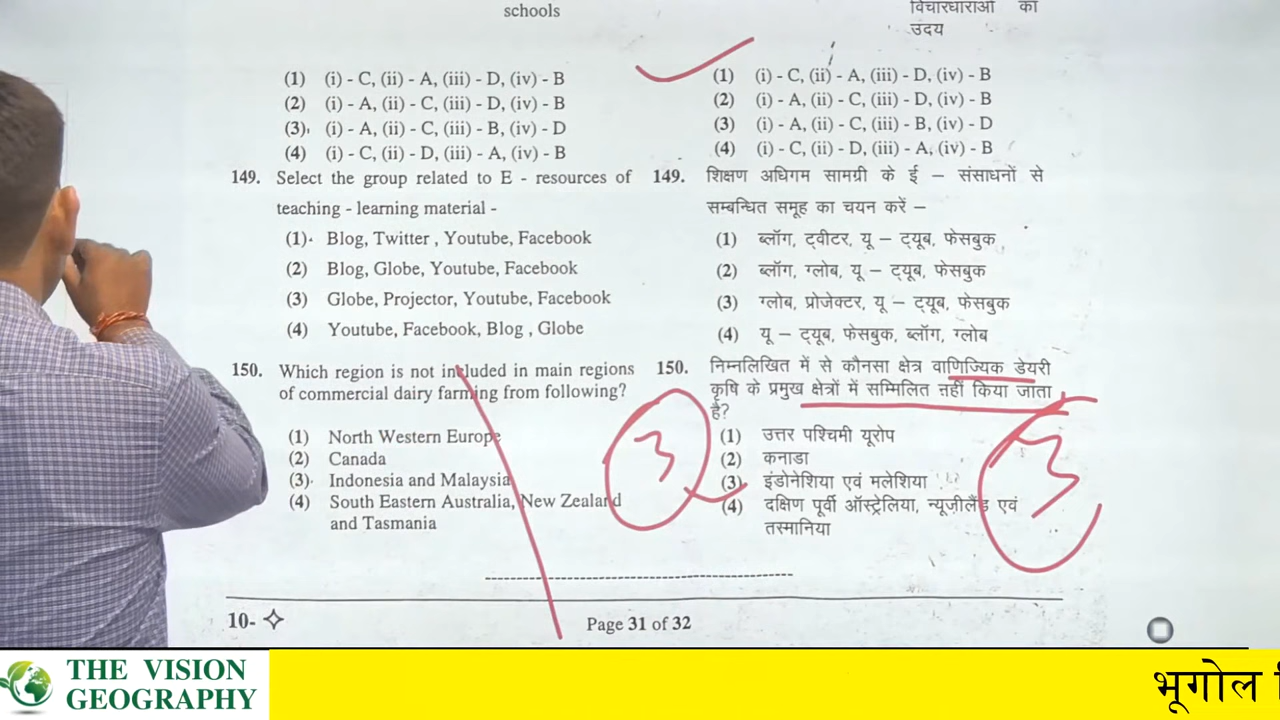 schools
(1) (i) - C, (ii) - A, (iii) - D, (iv) - B
(2) (i) - A, (ii) - C, (iii) - D, (iv) - B
(3) (i) - A, (ii) - C, (iii) - B, (iv) - D
(4) (i) - C, (ii) - D, (iii) - A, (iv) - B
149. Select the group related to E - resources of
teaching - learning material -
(1) Blog, Twitter , Youtube, Facebook
(2) Blog, Globe, Youtube, Facebook
(3) Globe, Projector, Youtube, Facebook
(4) Youtube, Facebook, Blog , Globe
150. Which region is not included in main regions
of commercial dairy farming from following?
(1) North Western Europe
(2) Canada
(3) Indonesia and Malaysia
(4) South Eastern Australia, New Zealand
and Tasmania
विचारधाराओं का
उदय
(1) (i) - C, (ii) - A, (iii) - D, (iv) - B
(2) (i) - A, (ii) - C, (iii) - D, (iv) - B
(3) (i) - A, (ii) - C, (iii) - B, (iv) - D
(4) (i) - C, (ii) - D, (iii) - A, (iv) - B
149. शिक्षण अधिगम सामग्री के ई – संसाधनों से
सम्बन्धित समूह का चयन करें –
(1) ब्लॉग, ट्वीटर, यू – ट्यूब, फेसबुक
(2) ब्लॉग, ग्लोब, यू – ट्यूब, फेसबुक
(3) ग्लोब, प्रोजेक्टर, यू – ट्यूब, फेसबुक
(4) यू – ट्यूब, फेसबुक, ब्लॉग, ग्लोब
150. निम्नलिखित में से कौनसा क्षेत्र वाणिज्यिक डेयरी
कृषि के प्रमुख क्षेत्रों में सम्मिलित नहीं किया जाता
है?
(1) उत्तर पश्चिमी यूरोप
(2) कनाडा
(3) इंडोनेशिया एवं मलेशिया
(4) दक्षिण पूर्वी ऑस्ट्रेलिया, न्यूज़ीलैंड एवं
तस्मानिया
3
3
10-
Page 31 of 32
THE VISION
GEOGRAPHY
भूगोल